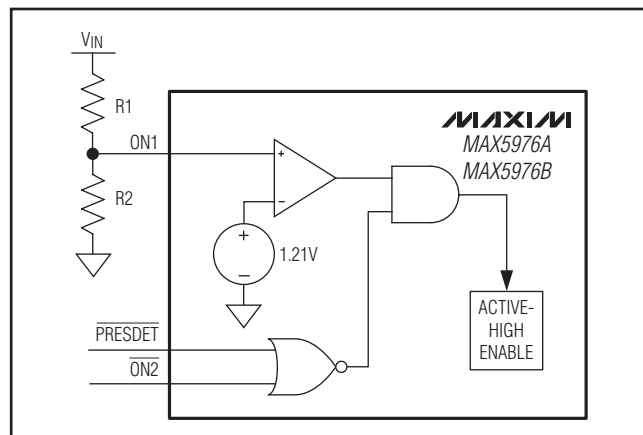 VIN
R1
ON1
R2
MAXIM
MAX5976A
MAX5976B
+
−
+
−
1.21V
PRESDET
ON2
ACTIVE-
HIGH
ENABLE